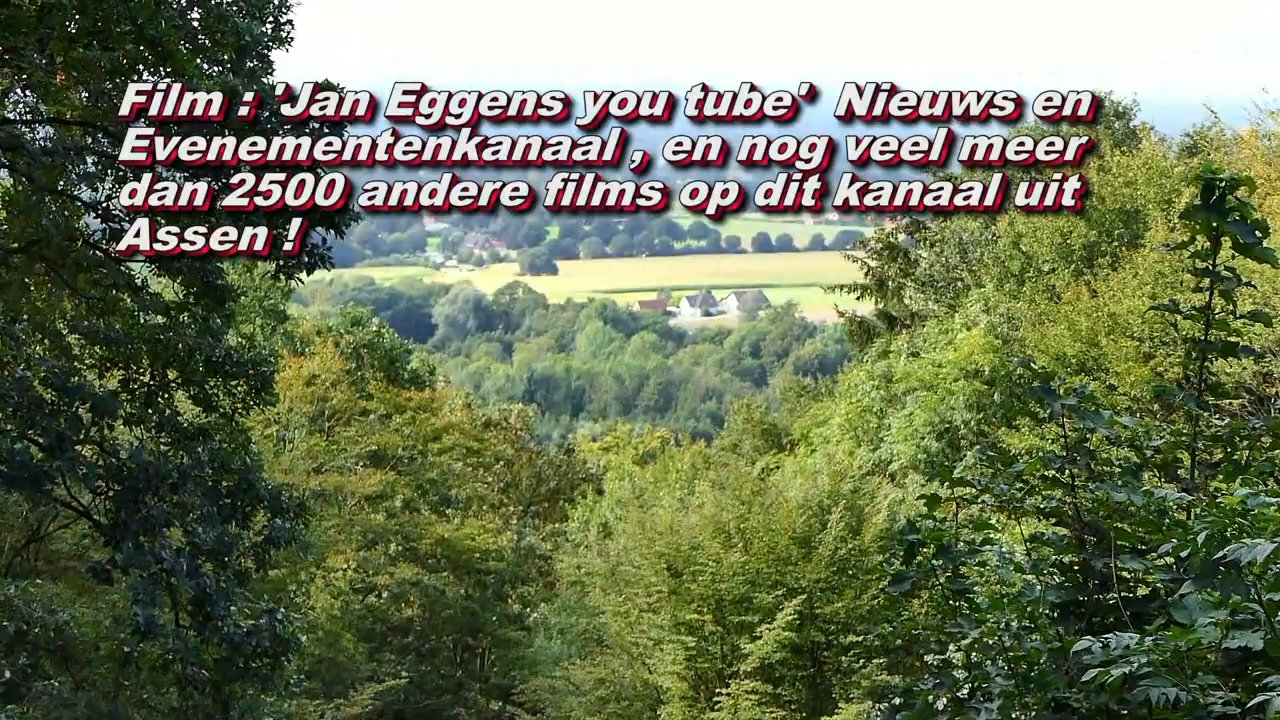 Film : 'Jan Eggens you tube' Nieuws en
Evenementenkanaal , en nog veel meer
dan 2500 andere films op dit kanaal uit
Assen !